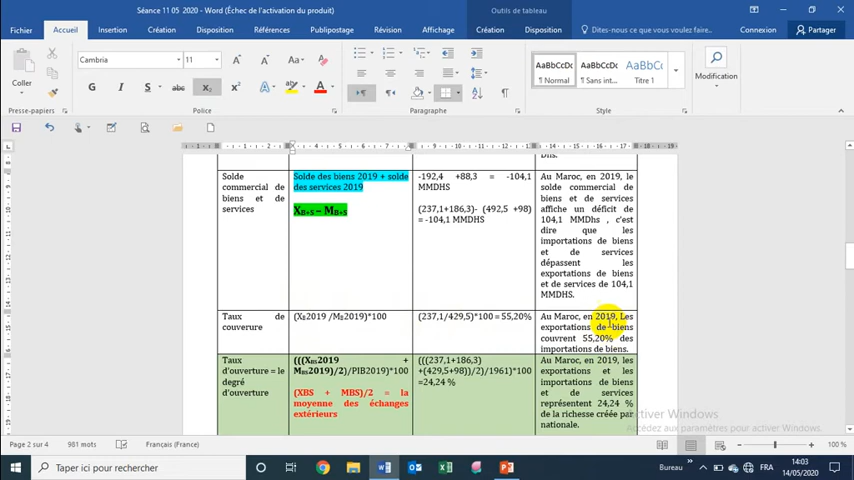 Séance 11 05 2020 - Word (Échec de l'activation du produit)
Outils de tableau
Fichier Accueil Insertion Dessin Conception Mise en page Références Publipostage Révision Affichage Création Disposition Dites-nous ce que vous voulez faire... Connexion Partager
Cambria 11
Coller
AaBbCcDc AaBbCcDc AaBbCc
¶ Normal ¶ Sans int... Titre 1
Modification
Presse-papiers Police Paragraphe Style
Dhs.
Solde commercial de biens et de services
Solde des biens 2019 + solde des services 2019
XB+S – MB+S
-192,4 +88,3 = -104,1 MMDHS
(237,1+186,3)- (492,5 +98) = -104,1 MMDHS
Au Maroc, en 2019, le
solde commercial de
biens et de services
affiche un déficit de
104,1 MMDhs , c'est
dire que les
importations de biens
et de services
dépassent les
exportations de biens
et de services de 104,1
MMDHS.
Taux de couverure
(XB2019 /MB2019)*100
(237,1/429,5)*100 = 55,20%
Au Maroc, en 2019, Les
exportations de biens
couvrent 55,20% des
importations de biens.
Taux d'ouverture = le degré d'ouverture
(((XBS2019 + MBS2019)/2)/PIB2019)*100
(XBS + MBS)/2 = la moyenne des échanges extérieurs
(((237,1+186,3) +(429,5+98))/2)/1961)*100 =24,24 %
Au Maroc, en 2019, les
exportations et les
importations de biens
et de services
représentent 24,24 %
de la richesse créée par
nationale.
Activer Windows
Accédez aux paramètres pour activer Windows.
Page 2 sur 4 981 mots Français (France) 100 %
Taper ici pour rechercher
Bureau FRA 14:03
14/05/2020